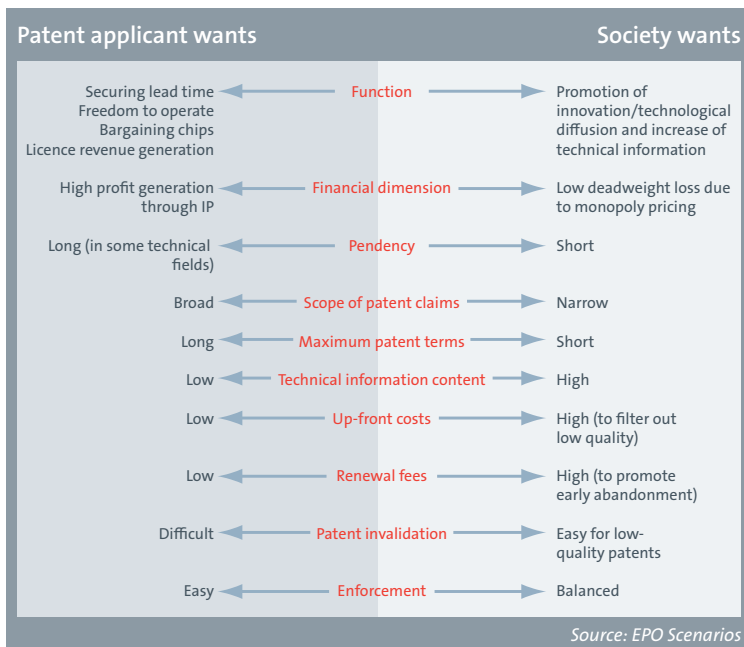 Patent applicant wants
Society wants
Securing lead time
Freedom to operate
Bargaining chips
Licence revenue generation
Function
Promotion of
innovation/technological
diffusion and increase of
technical information
High profit generation
through IP
Financial dimension
Low deadweight loss due
to monopoly pricing
Long (in some technical
fields)
Pendency
Short
Broad
Scope of patent claims
Narrow
Long
Maximum patent terms
Short
Low
Technical information content
High
Low
Up-front costs
High (to filter out
low quality)
Low
Renewal fees
High (to promote
early abandonment)
Difficult
Patent invalidation
Easy for low-
quality patents
Easy
Enforcement
Balanced
Source: EPO Scenarios